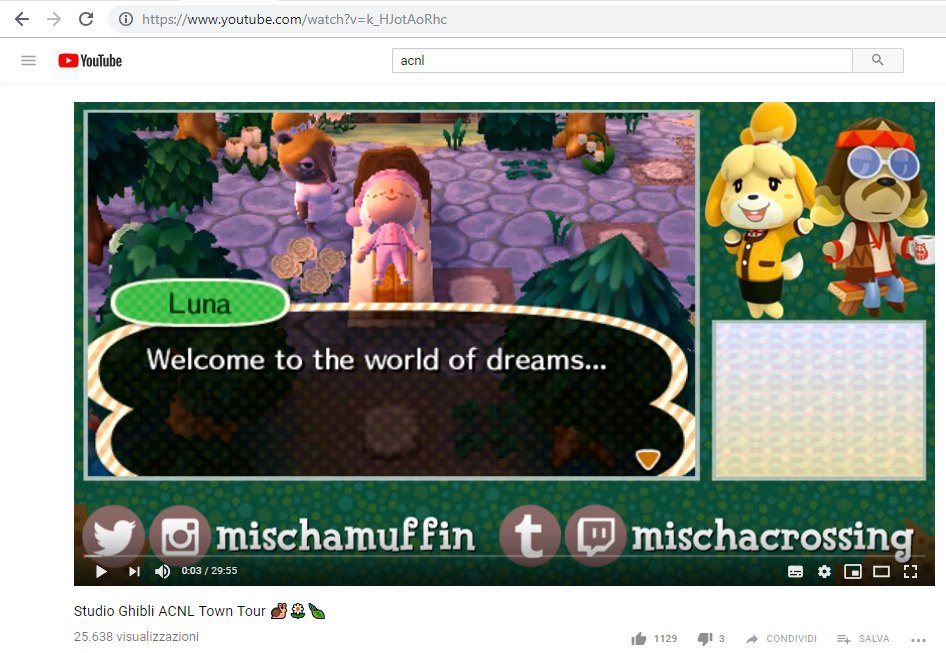 https://www.youtube.com/watch?v=k_HJotAoRhc
YouTube
acnl
Luna
Welcome to the world of dreams...
mischamuffin
mischacrossing
0:03 / 29:55
Studio Ghibli ACNL Town Tour 🐿️🌼🍃
25.638 visualizzazioni
1129
3
CONDIVIDI
SALVA